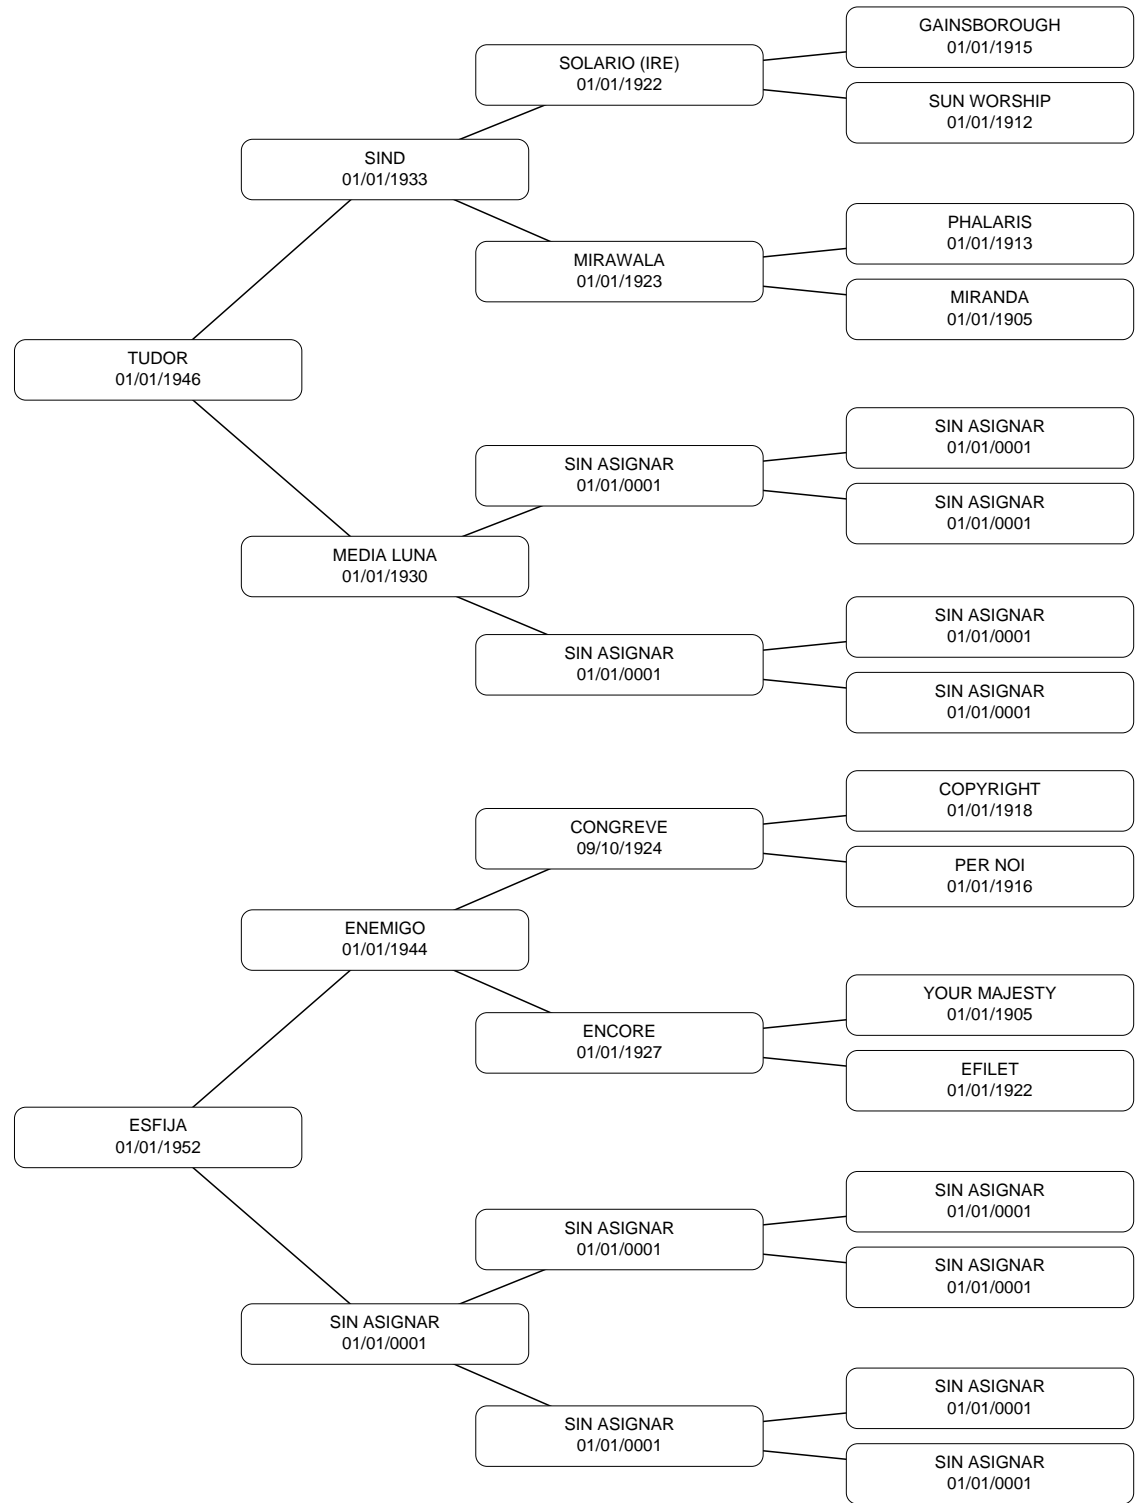 GAINSBOROUGH
01/01/1915
SOLARIO (IRE)
01/01/1922
SUN WORSHIP
01/01/1912
SIND
01/01/1933
PHALARIS
01/01/1913
MIRAWALA
01/01/1923
MIRANDA
01/01/1905
TUDOR
01/01/1946
SIN ASIGNAR
01/01/0001
SIN ASIGNAR
01/01/0001
SIN ASIGNAR
01/01/0001
MEDIA LUNA
01/01/1930
SIN ASIGNAR
01/01/0001
SIN ASIGNAR
01/01/0001
SIN ASIGNAR
01/01/0001
COPYRIGHT
01/01/1918
CONGREVE
09/10/1924
PER NOI
01/01/1916
ENEMIGO
01/01/1944
YOUR MAJESTY
01/01/1905
ENCORE
01/01/1927
EFILET
01/01/1922
ESFIJA
01/01/1952
SIN ASIGNAR
01/01/0001
SIN ASIGNAR
01/01/0001
SIN ASIGNAR
01/01/0001
SIN ASIGNAR
01/01/0001
SIN ASIGNAR
01/01/0001
SIN ASIGNAR
01/01/0001
SIN ASIGNAR
01/01/0001